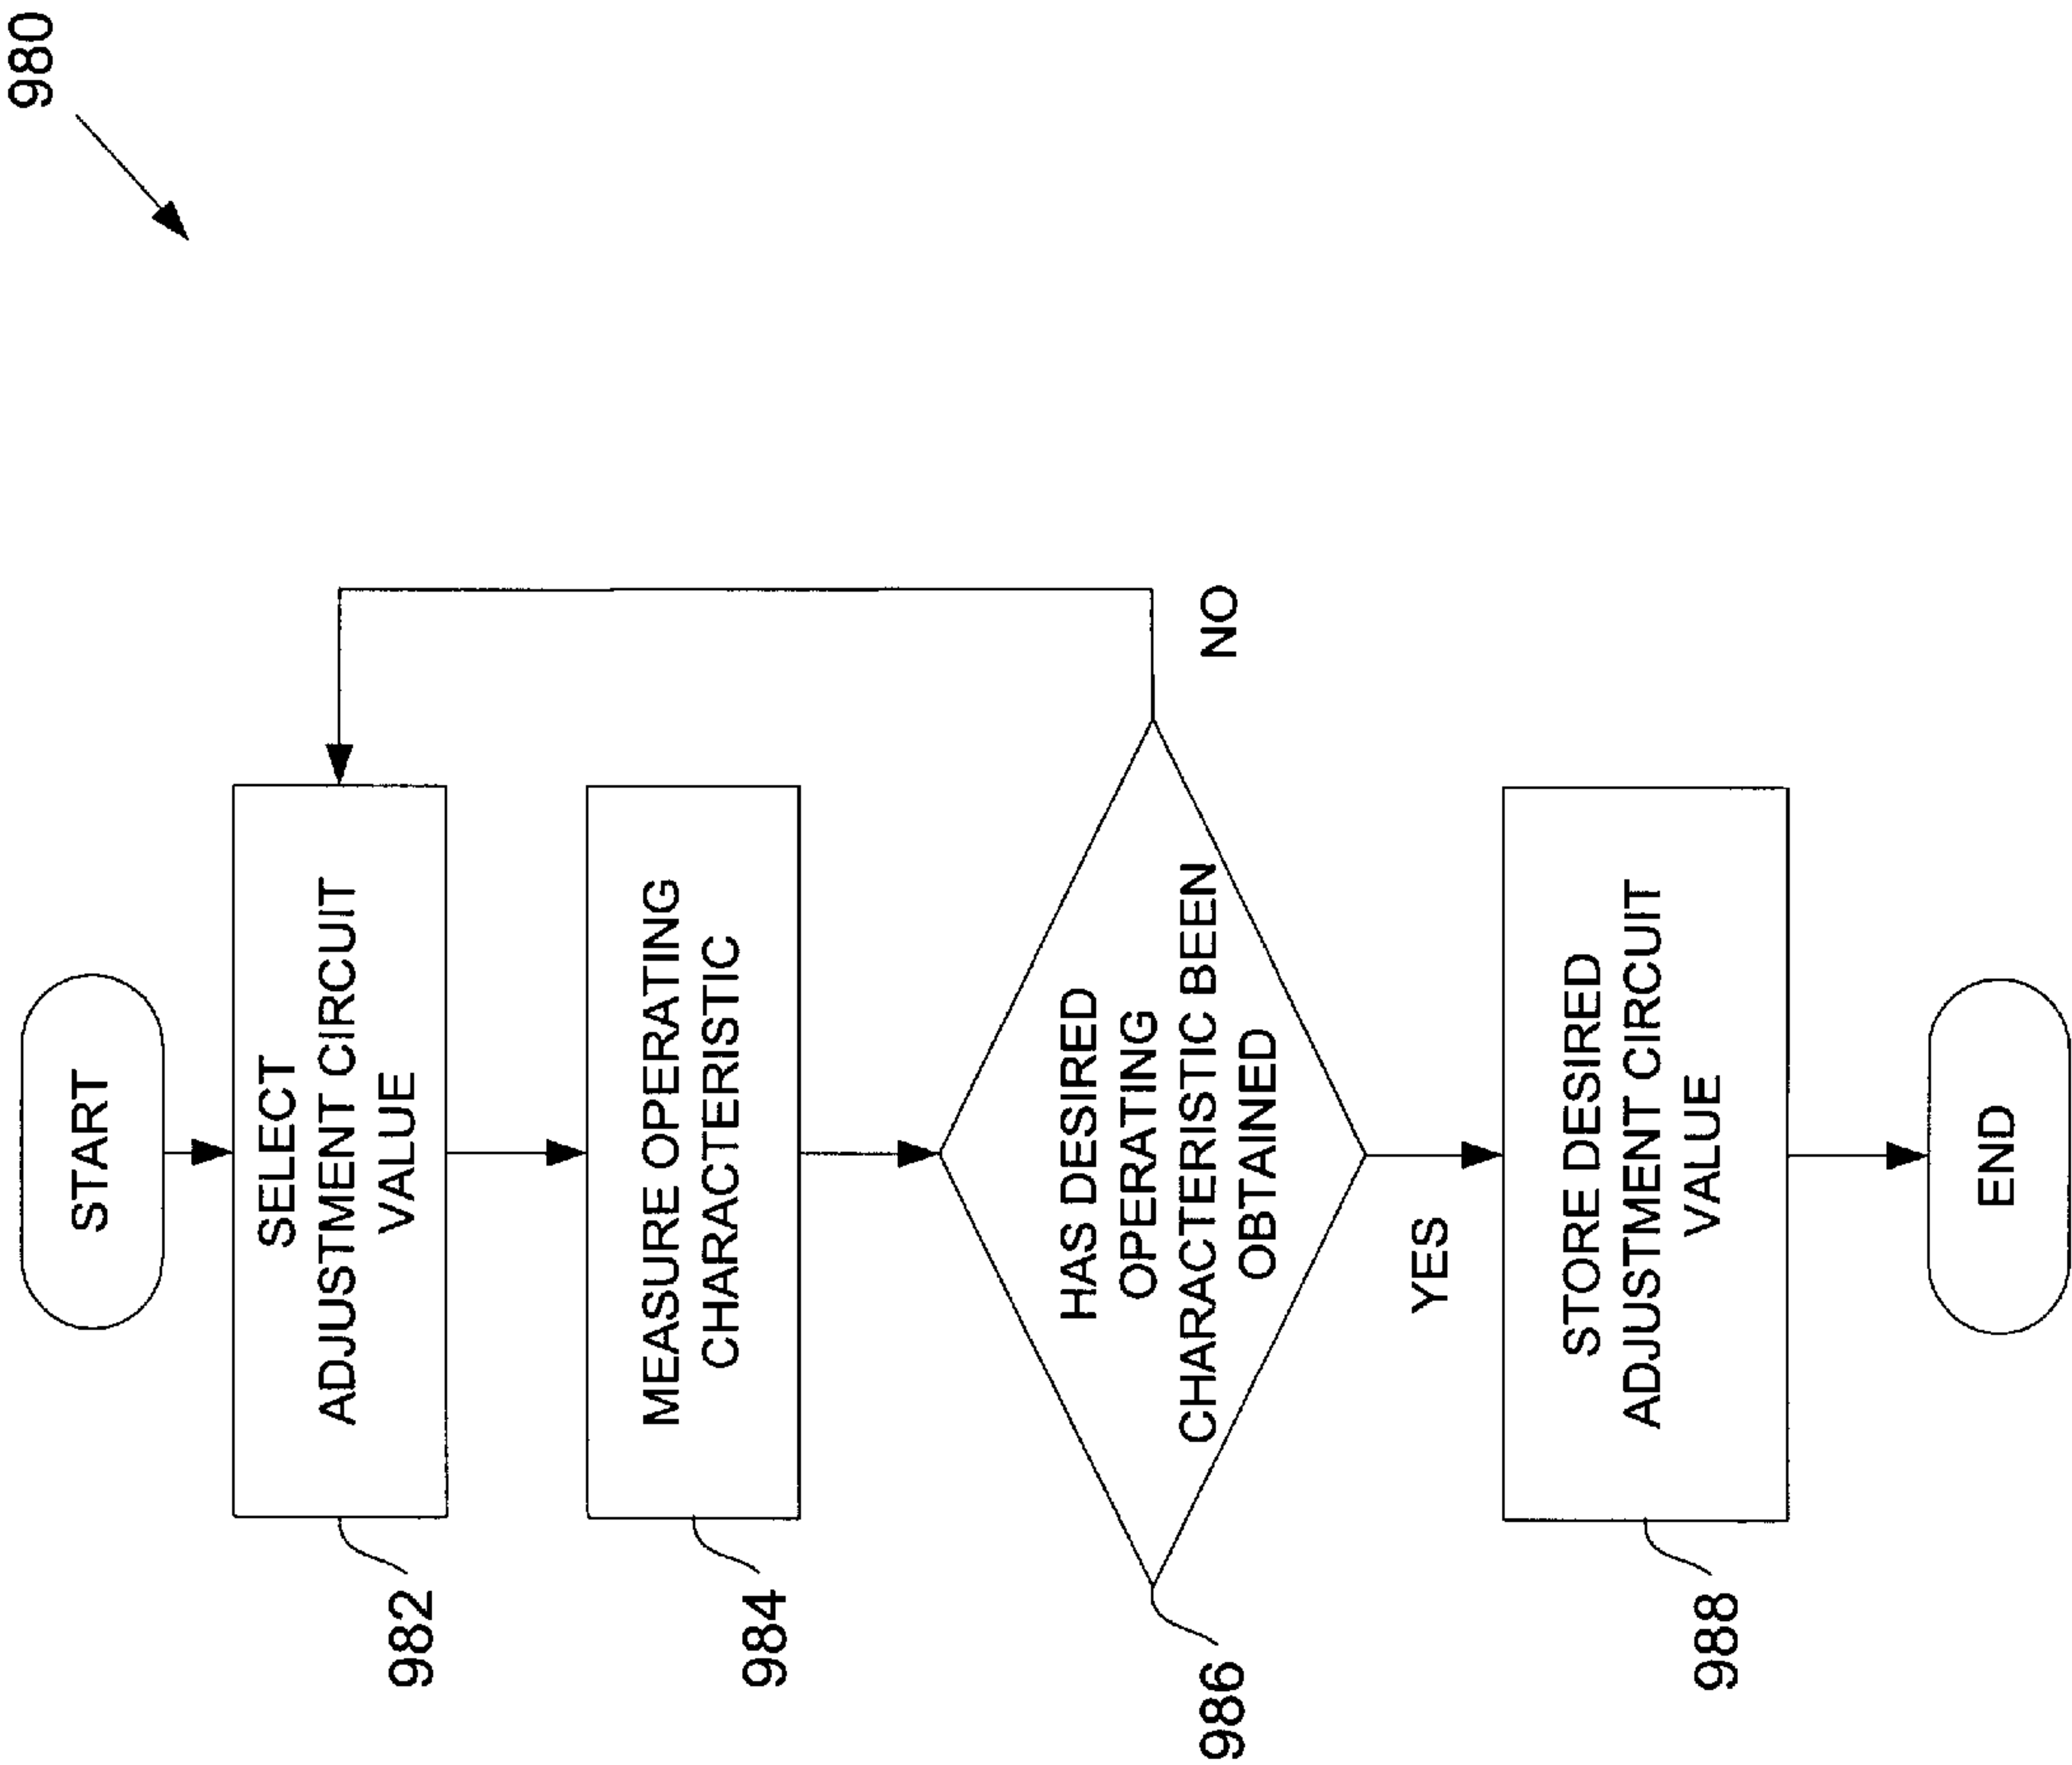 980
START
SELECT
ADJUSTMENT CIRCUIT
VALUE
982
MEASURE OPERATING
CHARACTERISTIC
984
HAS DESIRED
OPERATING
CHARACTERISTIC BEEN
OBTAINED
986
NO
YES
STORE DESIRED
ADJUSTMENT CIRCUIT
VALUE
988
END